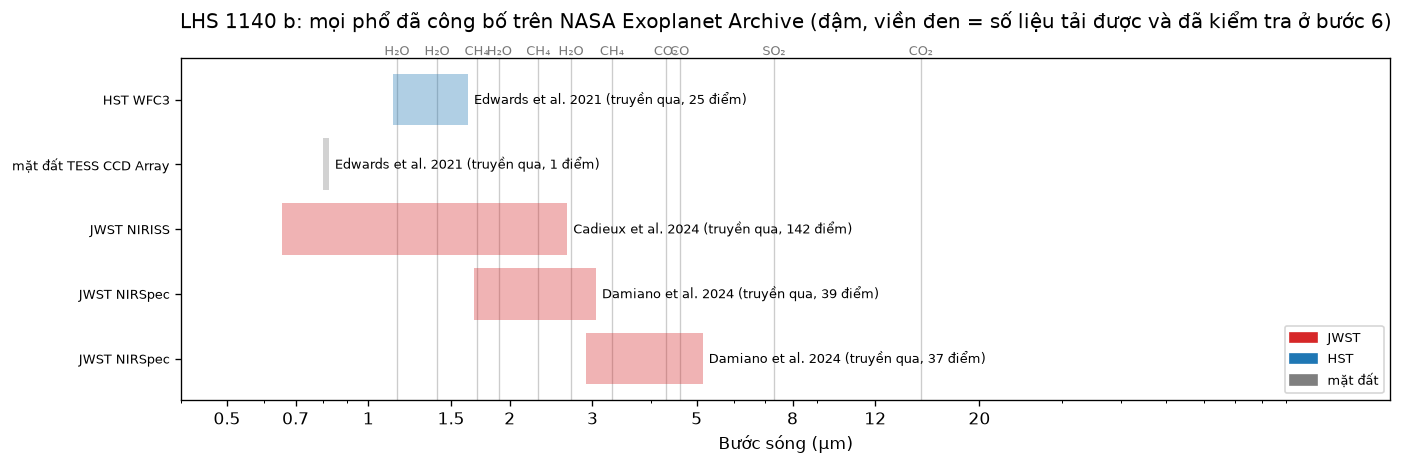 LHS 1140 b: mọi phổ đã công bố trên NASA Exoplanet Archive (đậm, viền đen = số liệu tải được và đã kiểm tra ở bước 6)
H₂O H₂O CH₄ H₂O CH₄ H₂O CH₄ CO₂ CO SO₂ CO₂
HST WFC3 Edwards et al. 2021 (truyền qua, 25 điểm)
mặt đất TESS CCD Array Edwards et al. 2021 (truyền qua, 1 điểm)
JWST NIRISS Cadieux et al. 2024 (truyền qua, 142 điểm)
JWST NIRSpec Damiano et al. 2024 (truyền qua, 39 điểm)
JWST NIRSpec Damiano et al. 2024 (truyền qua, 37 điểm)
JWST
HST
mặt đất
0.5 0.7 1 1.5 2 3 5 8 12 20
Bước sóng (μm)